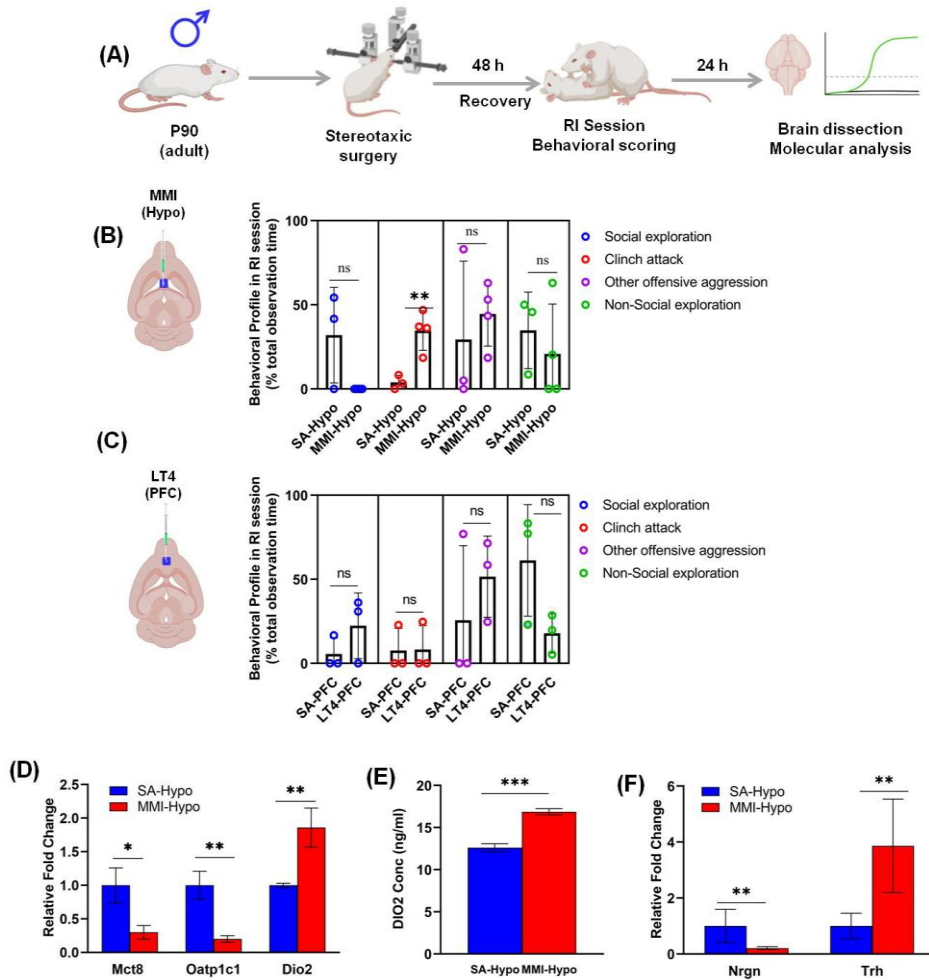 (A)
P90
(adult)
Stereotaxic
surgery
48 h
Recovery
RI Session
Behavioral scoring
24 h
Brain dissection
Molecular analysis
(B)
MMI
(Hypo)
Behavioral Profile in RI session
(% total observation time)
100
50
0
ns
**
ns
ns
SA-Hypo
MMI-Hypo
SA-Hypo
MMI-Hypo
SA-Hypo
MMI-Hypo
SA-Hypo
MMI-Hypo
Social exploration
Clinch attack
Other offensive aggression
Non-Social exploration
(C)
LT4
(PFC)
Behavioral Profile in RI session
(% total observation time)
100
50
0
ns
ns
ns
ns
SA-PFC
LT4-PFC
SA-PFC
LT4-PFC
SA-PFC
LT4-PFC
SA-PFC
LT4-PFC
Social exploration
Clinch attack
Other offensive aggression
Non-Social exploration
(D)
Relative Fold Change
2.5
2.0
1.5
1.0
0.5
0.0
SA-Hypo
MMI-Hypo
*
**
**
Mct8
Oatp1c1
Dio2
(E)
DIO2 Conc (ng/ml)
20
15
10
5
0
***
SA-Hypo
MMI-Hypo
(F)
Relative Fold Change
6
4
2
0
SA-Hypo
MMI-Hypo
**
**
Nrgn
Trh